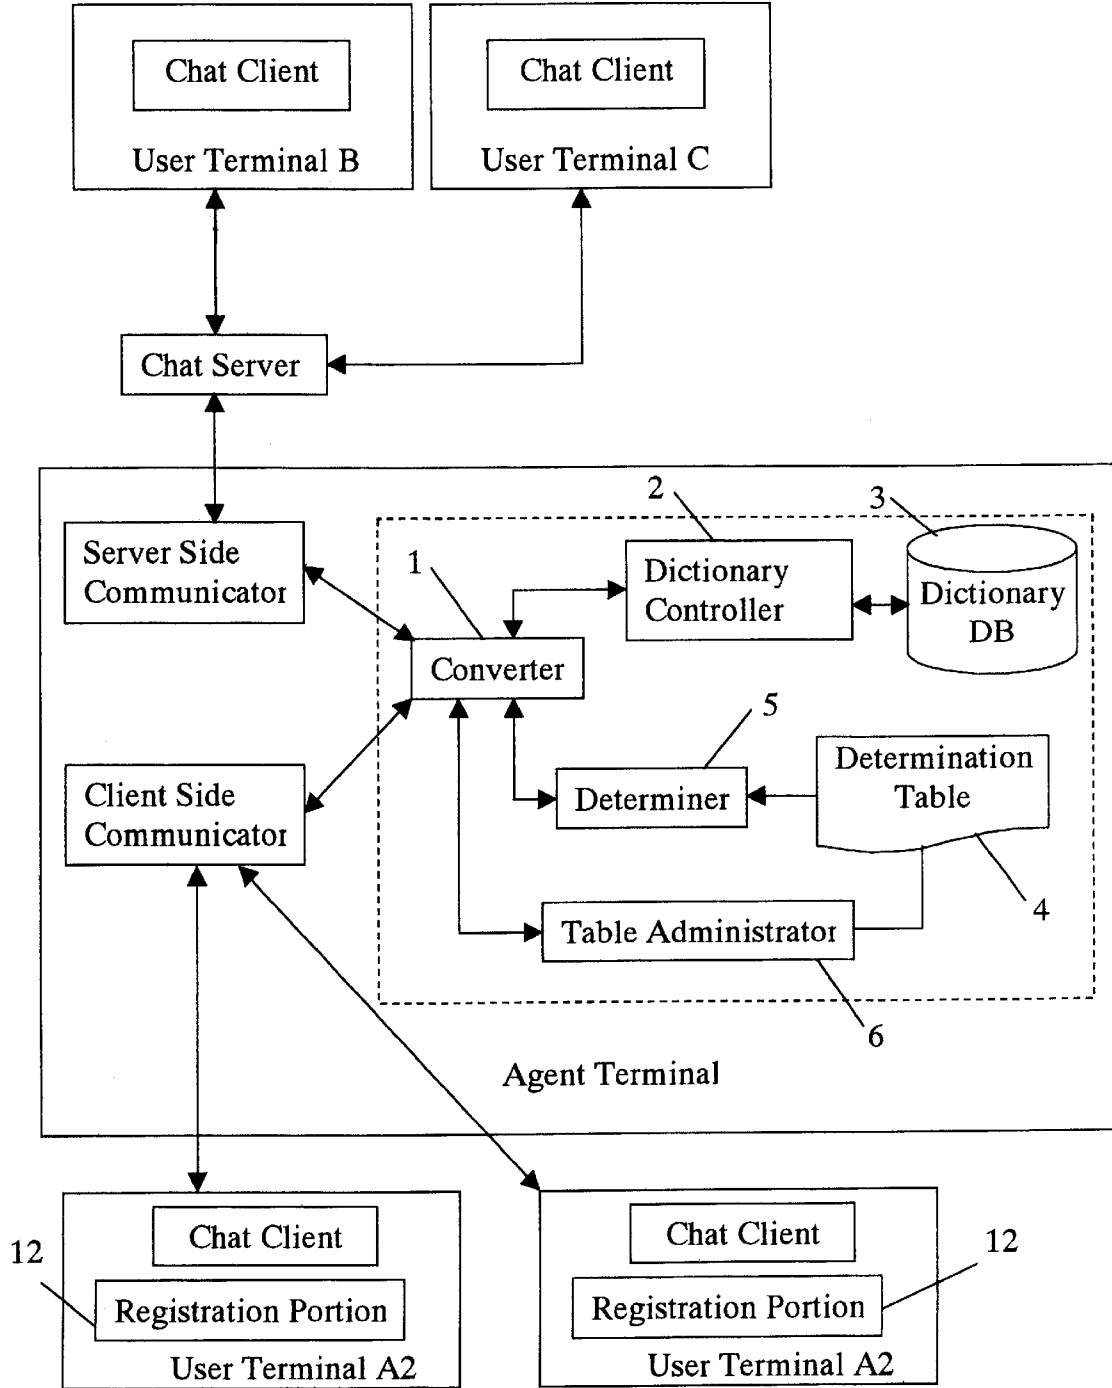 Chat Client
User Terminal B
Chat Client
User Terminal C
Chat Server
Server Side
Communicator
1
Converter
2
Dictionary
Controller
3
Dictionary
DB
5
Determiner
Determination
Table
4
Client Side
Communicator
Table Administrator
6
Agent Terminal
12
Chat Client
Registration Portion
User Terminal A2
Chat Client
12
Registration Portion
User Terminal A2